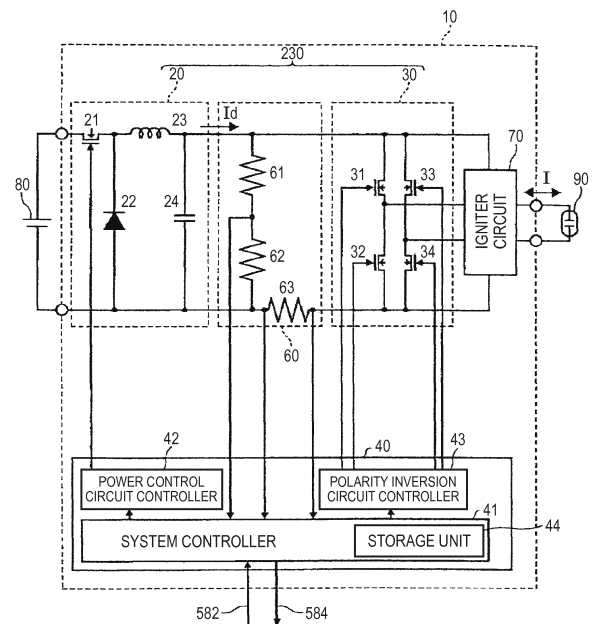 10
230
20
30
21
23
Id
70
31
33
61
I
90
80
22
24
IGNITER
CIRCUIT
62
32
34
63
60
42
40
43
POWER CONTROL
CIRCUIT CONTROLLER
POLARITY INVERSION
CIRCUIT CONTROLLER
41
44
SYSTEM CONTROLLER
STORAGE UNIT
582
584